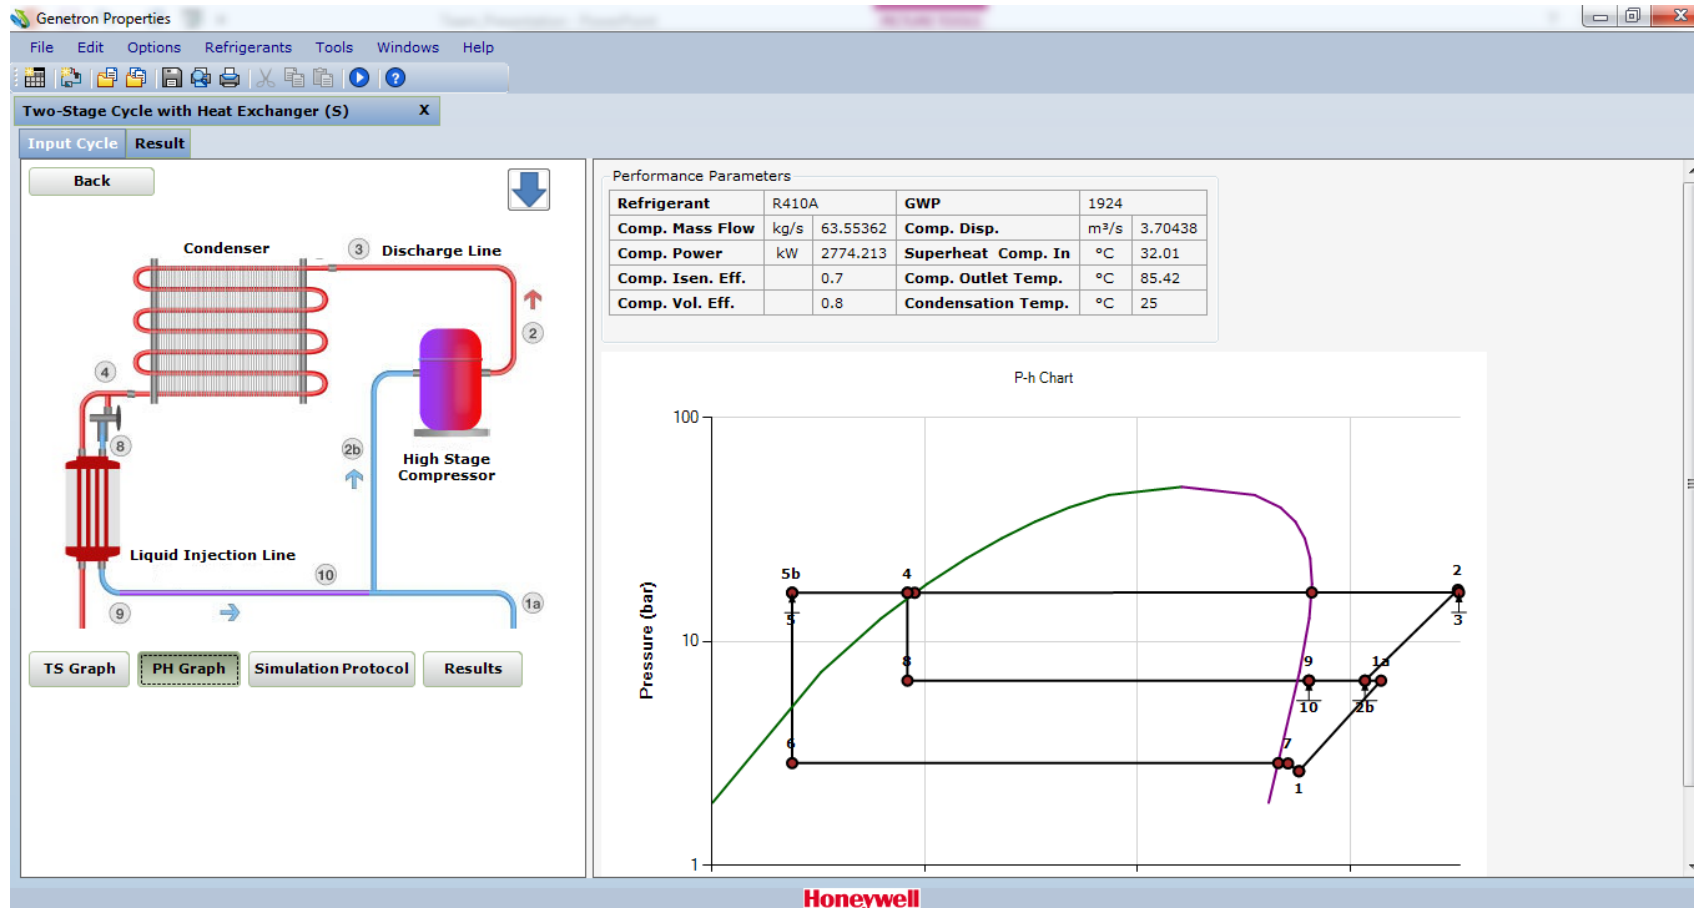 Genetron Properties
File Edit Options Refrigerants Tools Windows Help
Two-Stage Cycle with Heat Exchanger (S) X
Input Cycle Result
Back
Condenser
3 Discharge Line
2
4
8
2b
High Stage
Compressor
Liquid Injection Line
10
9
1a
TS Graph PH Graph Simulation Protocol Results
Performance Parameters
Refrigerant R410A GWP 1924
Comp. Mass Flow kg/s 63.55362 Comp. Disp. m³/s 3.70438
Comp. Power kW 2774.213 Superheat Comp. In °C 32.01
Comp. Isen. Eff. 0.7 Comp. Outlet Temp. °C 85.42
Comp. Vol. Eff. 0.8 Condensation Temp. °C 25
P-h Chart
100
10
1
Pressure (bar)
5b 4 2
5 3
8 9 1a
10 2b
6 7
1
Honeywell